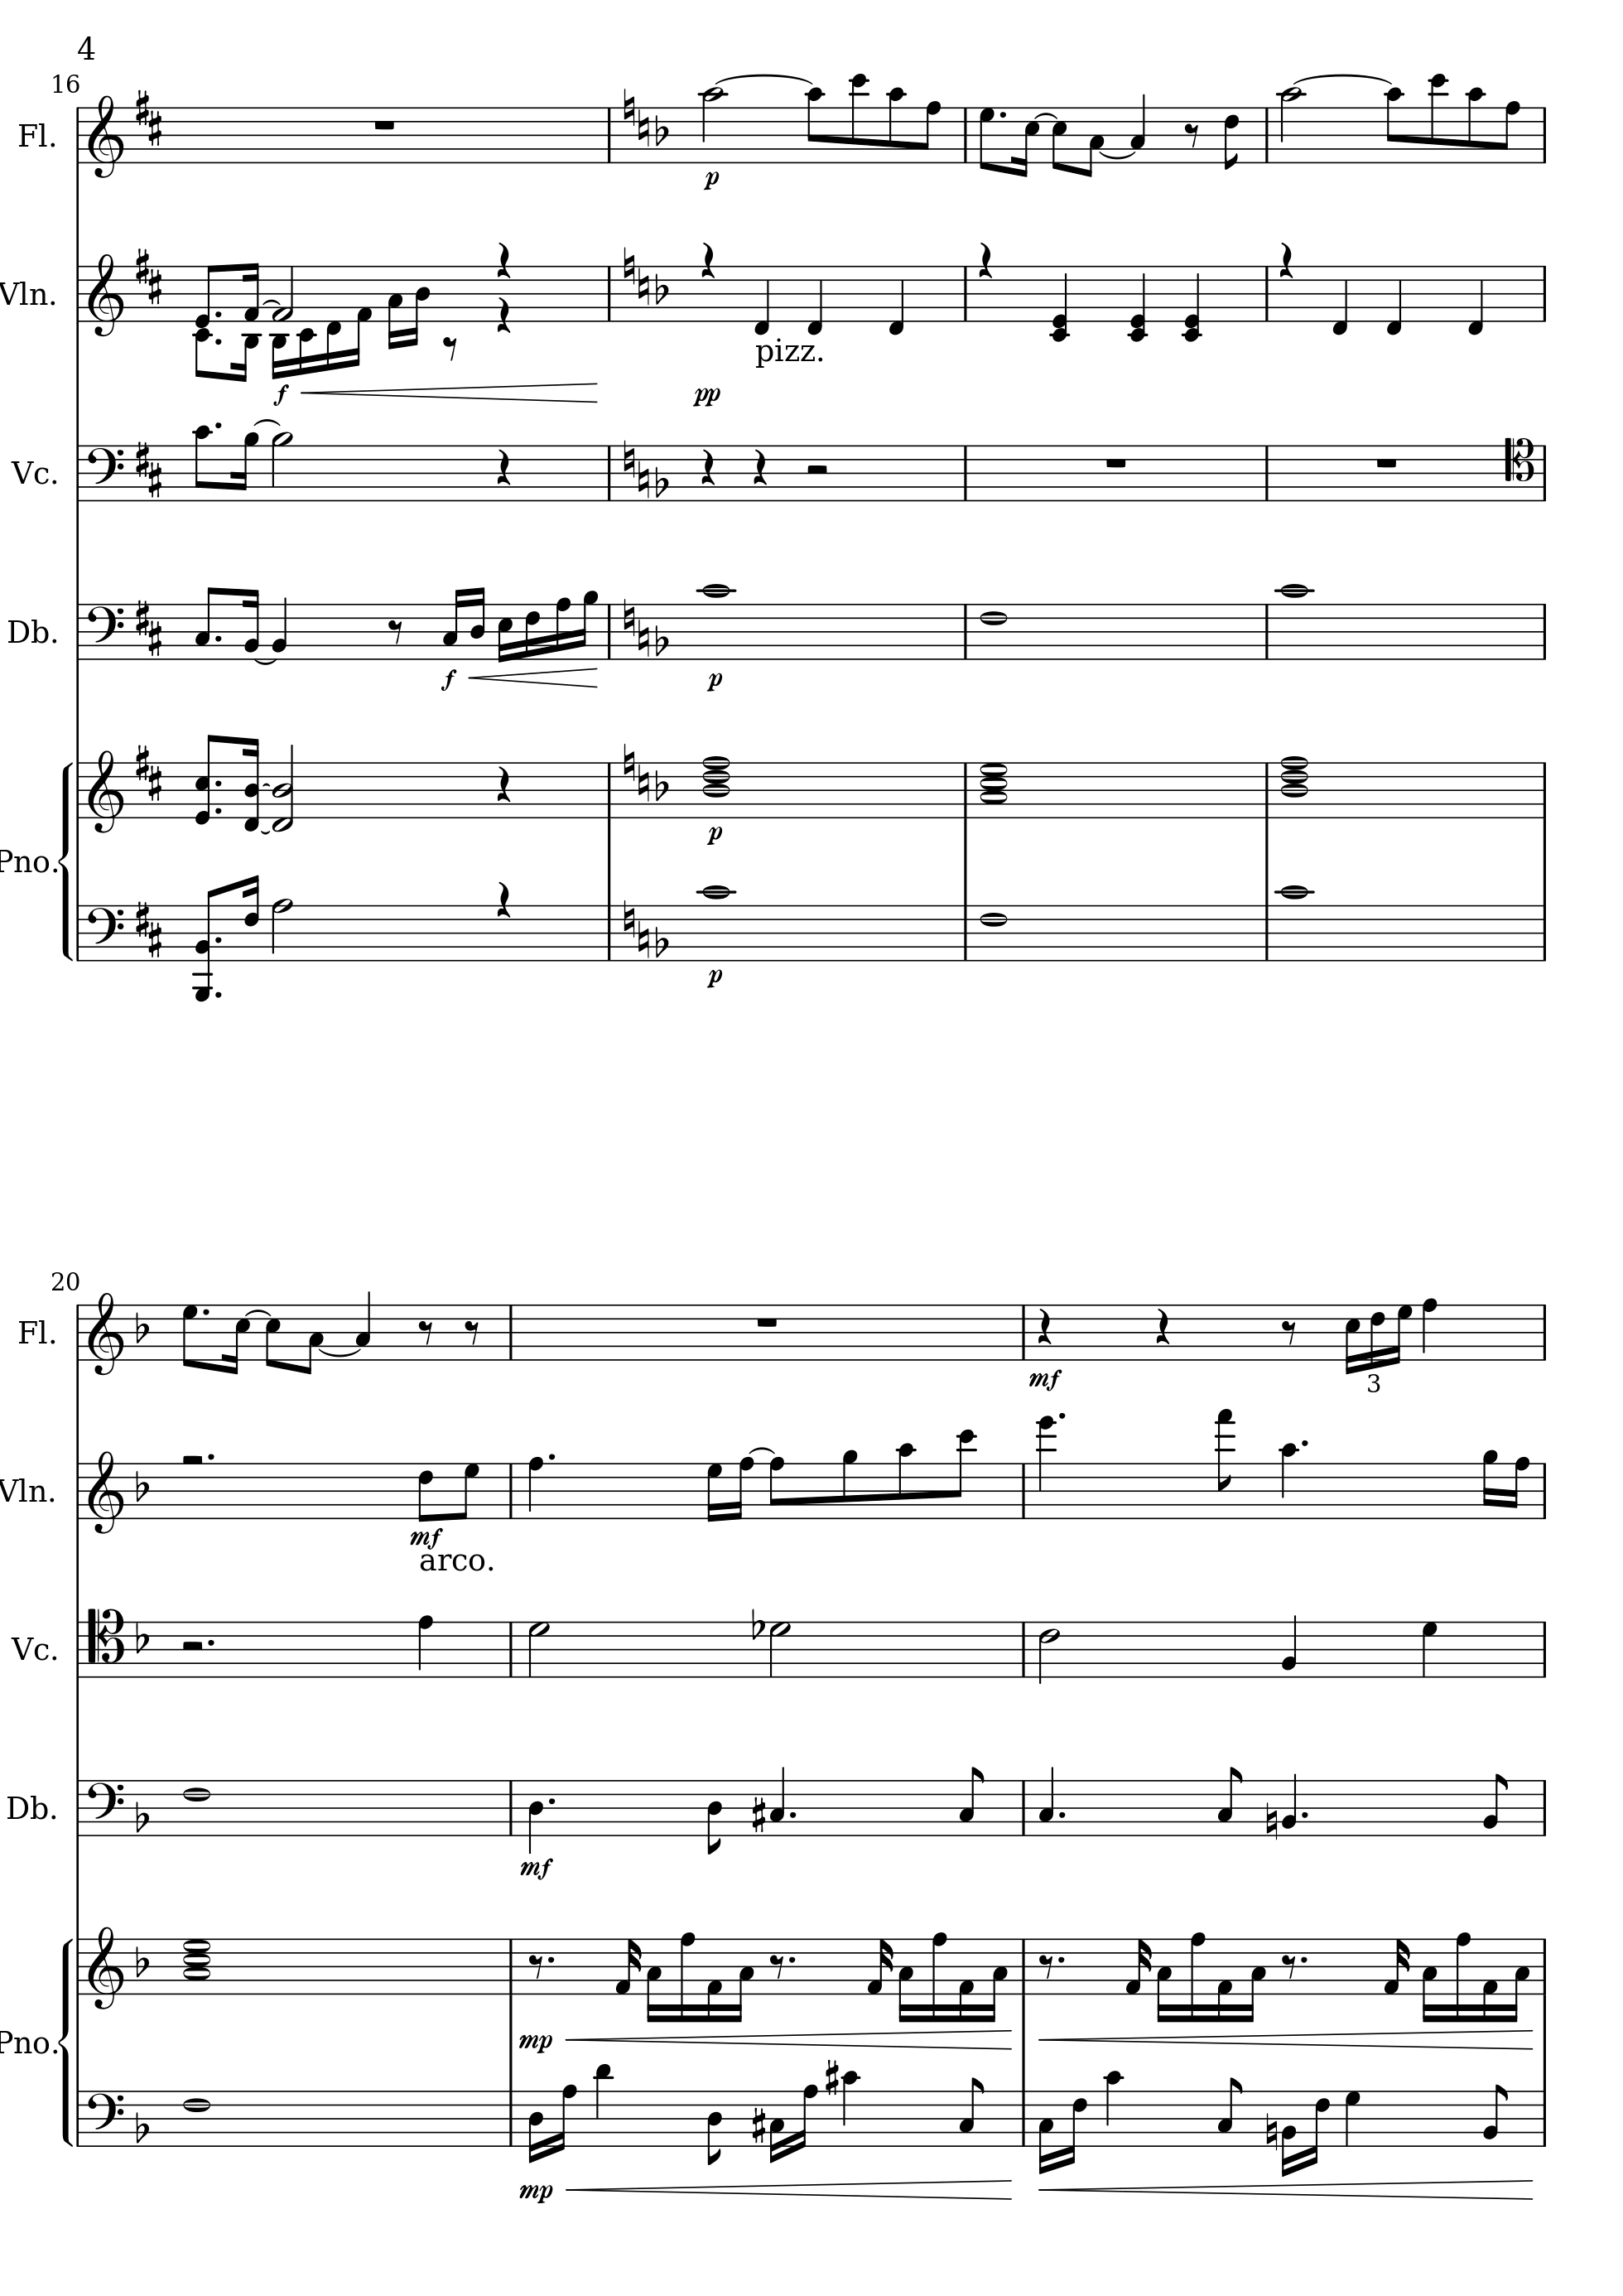 4
16
Fl.
p
Vln.
pizz.
f
pp
Vc.
Db.
f
p
p
Pno.
p
20
Fl.
mf
3
Vln.
mf
arco.
Vc.
Db.
mf
mp
Pno.
mp